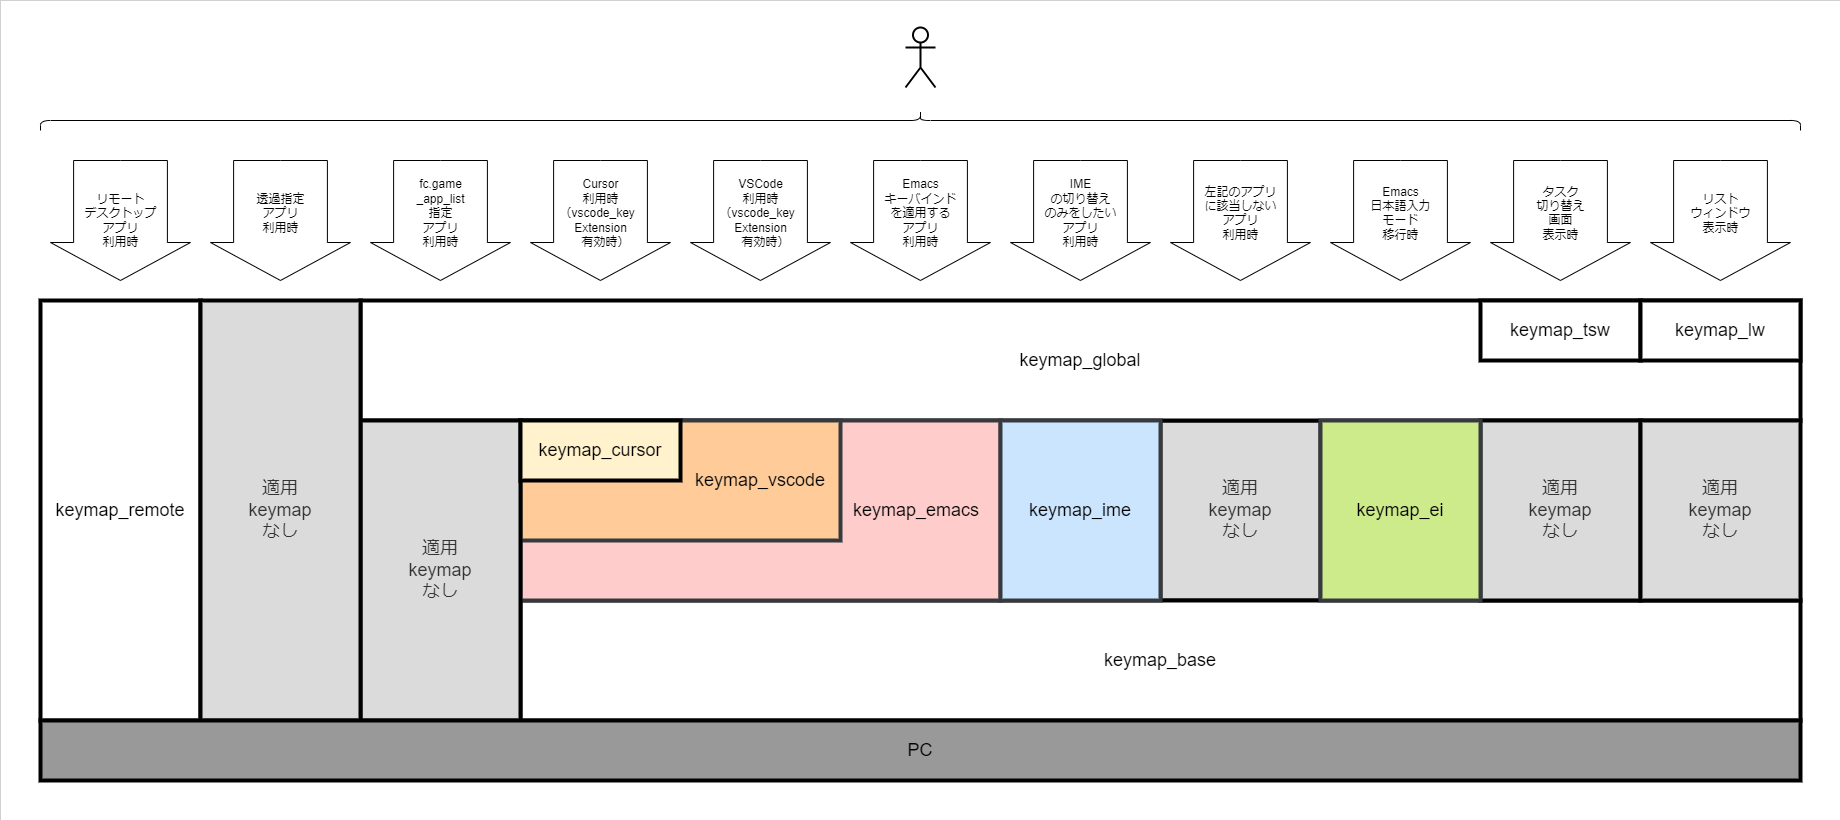 リモート
デスクトップ
アプリ
利用時
透過指定
アプリ
利用時
fc.game
_app_list
指定
アプリ
利用時
Cursor
利用時
（vscode_key
Extension
有効時）
VSCode
利用時
（vscode_key
Extension
有効時）
Emacs
キーバインド
を適用する
アプリ
利用時
IME
の切り替え
のみをしたい
アプリ
利用時
左記のアプリ
に該当しない
アプリ
利用時
Emacs
日本語入力
モード
移行時
タスク
切り替え
画面
表示時
リスト
ウィンドウ
表示時
keymap_tsw
keymap_lw
keymap_global
keymap_cursor
keymap_vscode
keymap_remote
適用
keymap
なし
適用
keymap
なし
keymap_emacs
keymap_ime
適用
keymap
なし
keymap_ei
適用
keymap
なし
適用
keymap
なし
keymap_base
PC